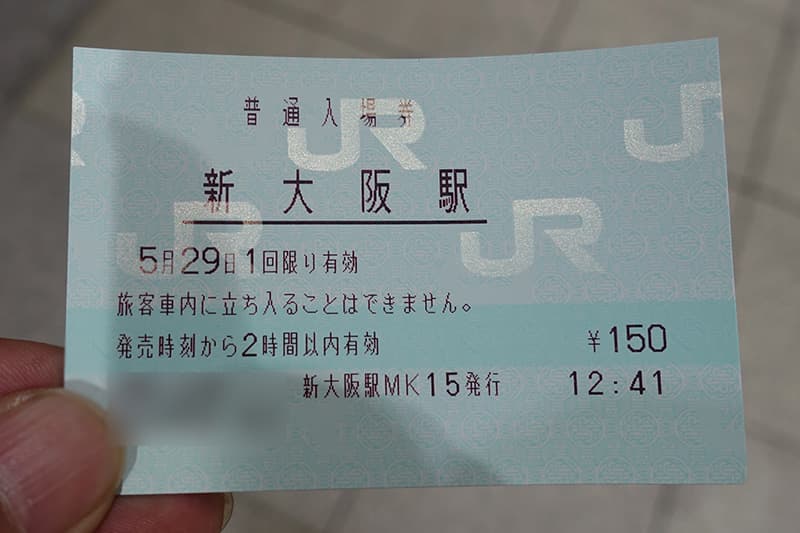 普通入場券
新大阪駅
5月29日1回限り有効
旅客車内に立ち入ることはできません。
発売時刻から2時間以内有効 ¥150
新大阪駅MK15発行 12:41
JR
JR
JR
JR